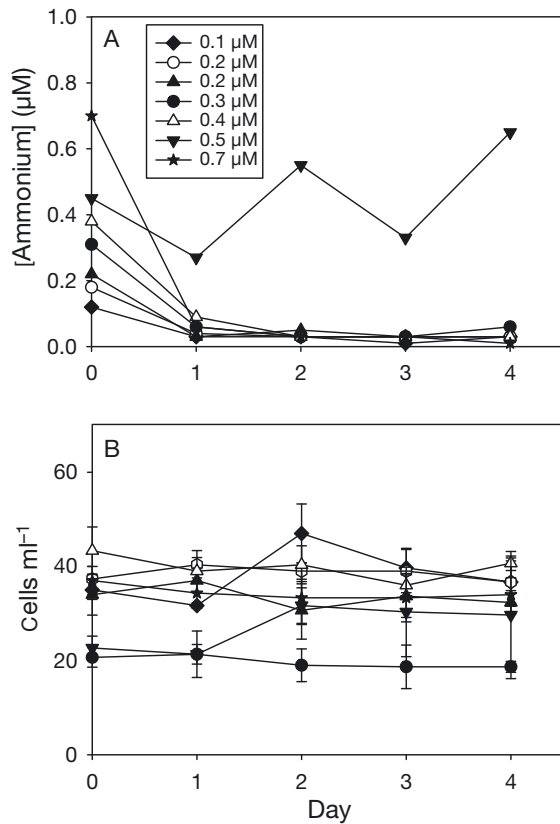 1.0
A
0.1 µM
0.2 µM
0.2 µM
0.3 µM
0.4 µM
0.5 µM
0.7 µM
0.8
0.6
0.4
0.2
0.0
[Ammonium] (µM)
0 1 2 3 4
B
60
40
20
0
Cells ml⁻¹
0 1 2 3 4
Day